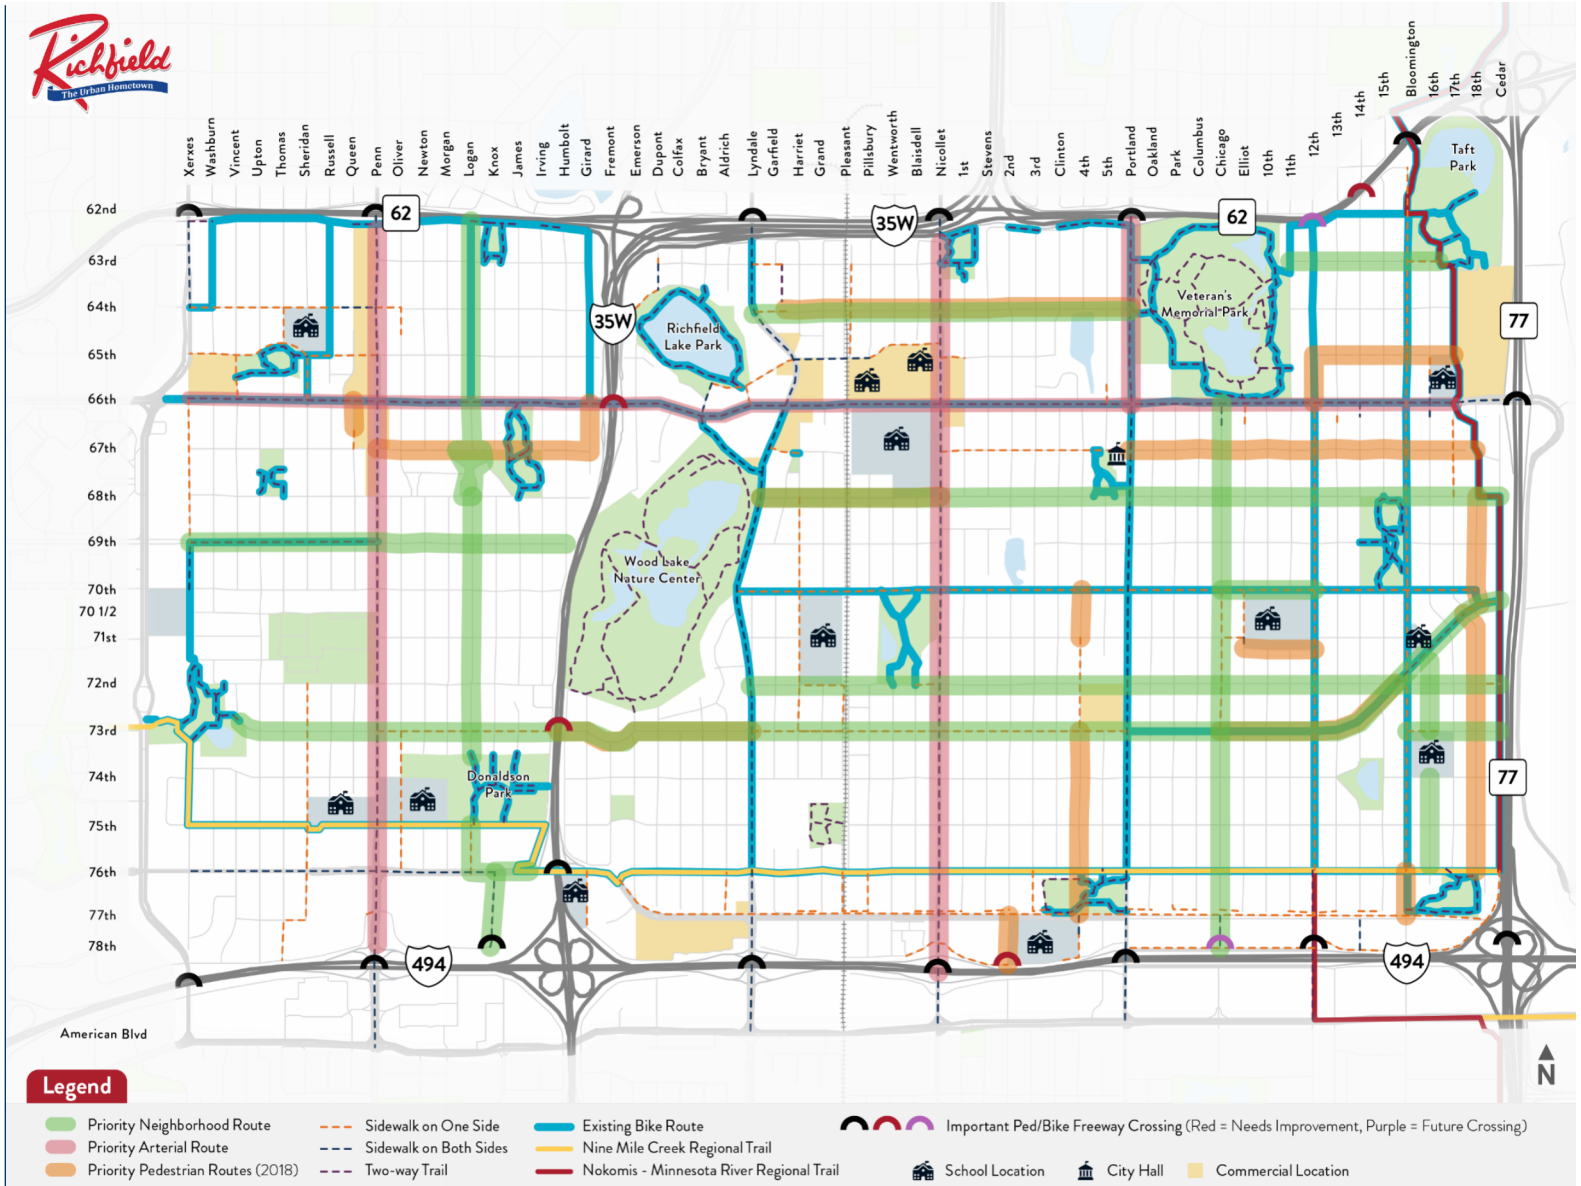 Richfield
The Urban Hometown
Xerxes
Washburn
Vincent
Upton
Thomas
Sheridan
Russell
Queen
Penn
Oliver
Newton
Morgan
Logan
Knox
James
Irving
Humbolt
Girard
Fremont
Emerson
Dupont
Colfax
Bryant
Aldrich
Lyndale
Garfield
Harriet
Grand
Pleasant
Pillsbury
Wentworth
Blaisdell
Nicollet
1st
Stevens
2nd
3rd
Clinton
4th
5th
Portland
Oakland
Park
Columbus
Chicago
Elliot
10th
11th
12th
13th
14th
15th
Bloomington
16th
17th
18th
Cedar
62nd
63rd
64th
65th
66th
67th
68th
69th
70th
70 1/2
71st
72nd
73rd
74th
75th
76th
77th
78th
American Blvd
62
35W
62
35W
77
77
494
494
Taft
Park
Veteran's
Memorial Park
Richfield
Lake Park
Wood Lake
Nature Center
Donaldson
Park
N
Legend
Priority Neighborhood Route
Priority Arterial Route
Priority Pedestrian Routes (2018)
Sidewalk on One Side
Sidewalk on Both Sides
Two-way Trail
Existing Bike Route
Nine Mile Creek Regional Trail
Nokomis - Minnesota River Regional Trail
Important Ped/Bike Freeway Crossing (Red = Needs Improvement, Purple = Future Crossing)
School Location
City Hall
Commercial Location